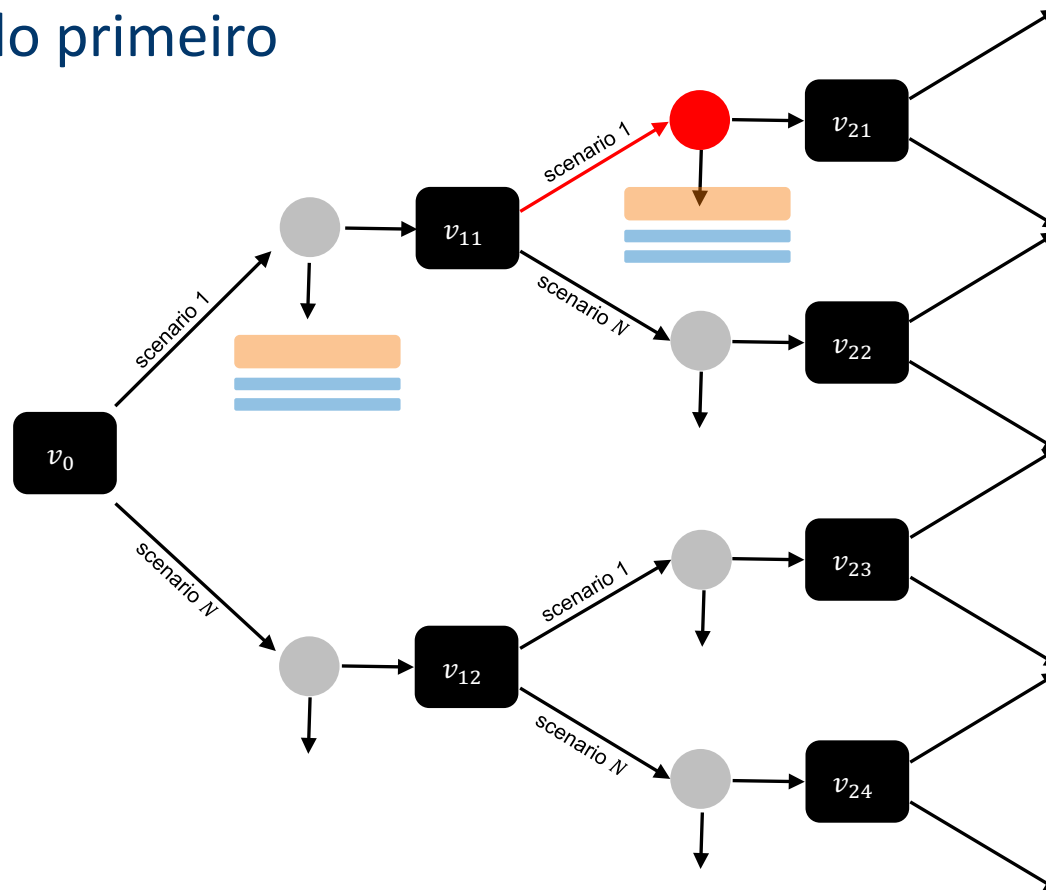 lo primeiro
scenario 1
v₂₁
v₁₁
scenario N
scenario 1
v₂₂
v₀
scenario N
scenario 1
v₂₃
v₁₂
scenario N
v₂₄